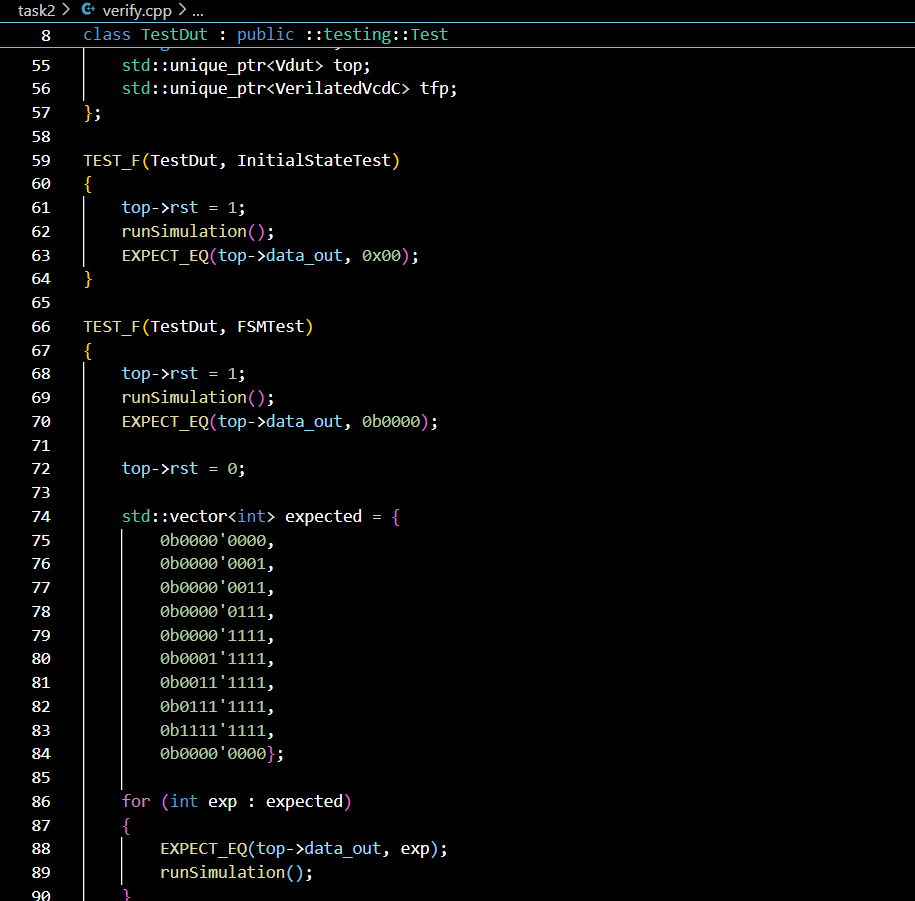 task2 > verify.cpp > ...
8 class TestDut : public ::testing::Test
55 std::unique_ptr<Vdut> top;
56 std::unique_ptr<VerilatedVcdC> tfp;
57 };
58
59 TEST_F(TestDut, InitialStateTest)
60 {
61 top->rst = 1;
62 runSimulation();
63 EXPECT_EQ(top->data_out, 0x00);
64 }
65
66 TEST_F(TestDut, FSMTest)
67 {
68 top->rst = 1;
69 runSimulation();
70 EXPECT_EQ(top->data_out, 0b0000);
71
72 top->rst = 0;
73
74 std::vector<int> expected = {
75 0b0000'0000,
76 0b0000'0001,
77 0b0000'0011,
78 0b0000'0111,
79 0b0000'1111,
80 0b0001'1111,
81 0b0011'1111,
82 0b0111'1111,
83 0b1111'1111,
84 0b0000'0000};
85
86 for (int exp : expected)
87 {
88 EXPECT_EQ(top->data_out, exp);
89 runSimulation();
90 }